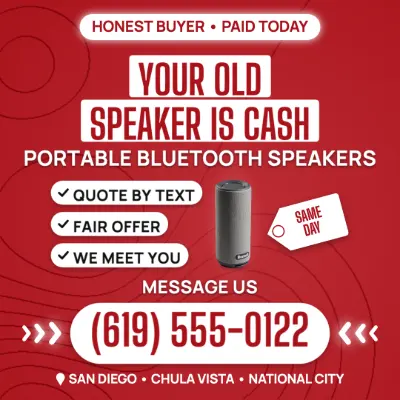 HONEST BUYER • PAID TODAY
YOUR OLD
SPEAKER IS CASH
PORTABLE BLUETOOTH SPEAKERS
QUOTE BY TEXT
FAIR OFFER
WE MEET YOU
SAME
DAY
MESSAGE US
(619) 555-0122
SAN DIEGO • CHULA VISTA • NATIONAL CITY